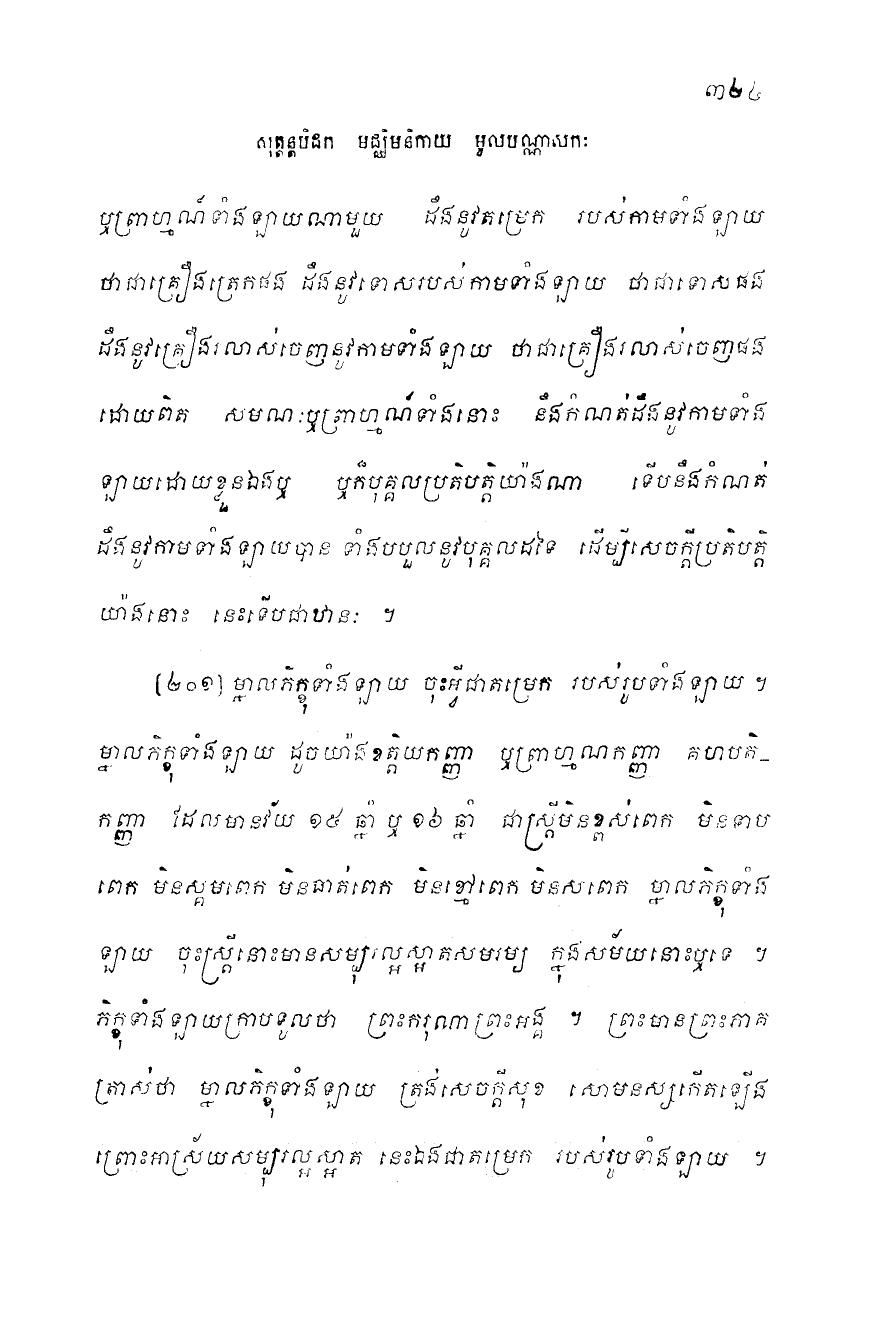 ៣២៤
សុត្តន្តបិដក មជ្ឈិមនិកាយ មូលបណ្ណាសកៈ
ឬព្រាហ្មណ៍ទាំងឡាយណាមួយ ដឹងនូវតម្រេក របស់កាមទាំងឡាយ
ថាជាគ្រឿងត្រេកផង ដឹងនូវទោសរបស់កាមទាំងឡាយ ថាជាទោសផង
ដឹងនូវគ្រឿងរលាស់ចេញនូវកាមទាំងឡាយ ថាជាគ្រឿងរលាស់ចេញផង
ដោយពិត សមណៈឬព្រាហ្មណ៍ទាំងនោះ នឹងកំណត់ដឹងនូវកាមទាំង
ឡាយដោយខ្លួនឯងឬ ឬក៏បុគ្គលប្រតិបត្តិយ៉ាងណា ទើបនឹងកំណត់
ដឹងនូវកាមទាំងឡាយបាន ទាំងបបួលនូវបុគ្គលដទៃ ដើម្បីសេចក្តីប្រតិបត្តិ
យ៉ាងនោះ នេះទើបជាឋានៈ ។
[២០១] ម្នាលភិក្ខុទាំងឡាយ ចុះអ្វីជាតម្រេក របស់រូបទាំងឡាយ ។
ម្នាលភិក្ខុទាំងឡាយ ដូចយ៉ាងខត្តិយកញ្ញា ឬព្រាហ្មណកញ្ញា គហបតិ-
កញ្ញា ដែលមានវ័យ ១៥ ឆ្នាំ ឬ ១៦ ឆ្នាំ ជាស្ត្រីមិនខ្ពស់ពេក មិនទាប
ពេក មិនស្គមពេក មិនធាត់ពេក មិនខ្មៅពេក មិនសពេក ម្នាលភិក្ខុទាំង
ឡាយ ចុះស្ត្រីនោះមានសម្បុរល្អស្អាតសមរម្យ ក្នុងសម័យនោះឬទេ ។
ភិក្ខុទាំងឡាយក្រាបទូលថា ព្រះករុណាព្រះអង្គ ។ ព្រះមានព្រះភាគ
ត្រាស់ថា ម្នាលភិក្ខុទាំងឡាយ ត្រង់សេចក្តីសុខ សោមនស្សកើតឡើង
ព្រោះអាស្រ័យសម្បុរល្អស្អាត នេះឯងជាតម្រេក របស់រូបទាំងឡាយ ។